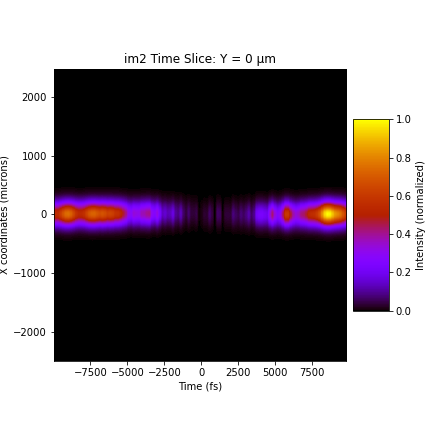 im2 Time Slice: Y = 0 μm
X coordinates (microns)
2000
1000
0
−1000
−2000
−7500 −5000 −2500 0 2500 5000 7500
Time (fs)
1.0
0.8
0.6
0.4
0.2
0.0
Intensity (normalized)